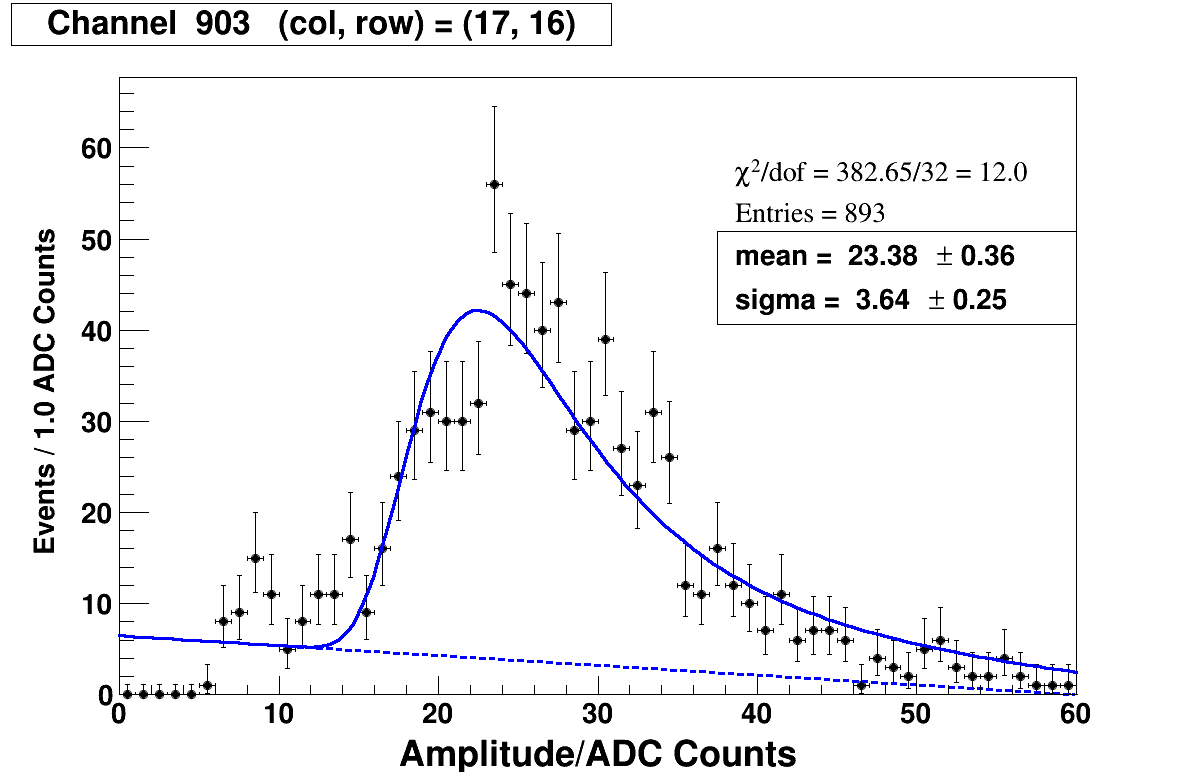 Channel 903 (col, row) = (17, 16)
χ²/dof = 382.65/32 = 12.0
Entries = 893
mean = 23.38 ± 0.36
sigma = 3.64 ± 0.25
Events / 1.0 ADC Counts
60
50
40
30
20
10
0
0 10 20 30 40 50 60
Amplitude/ADC Counts